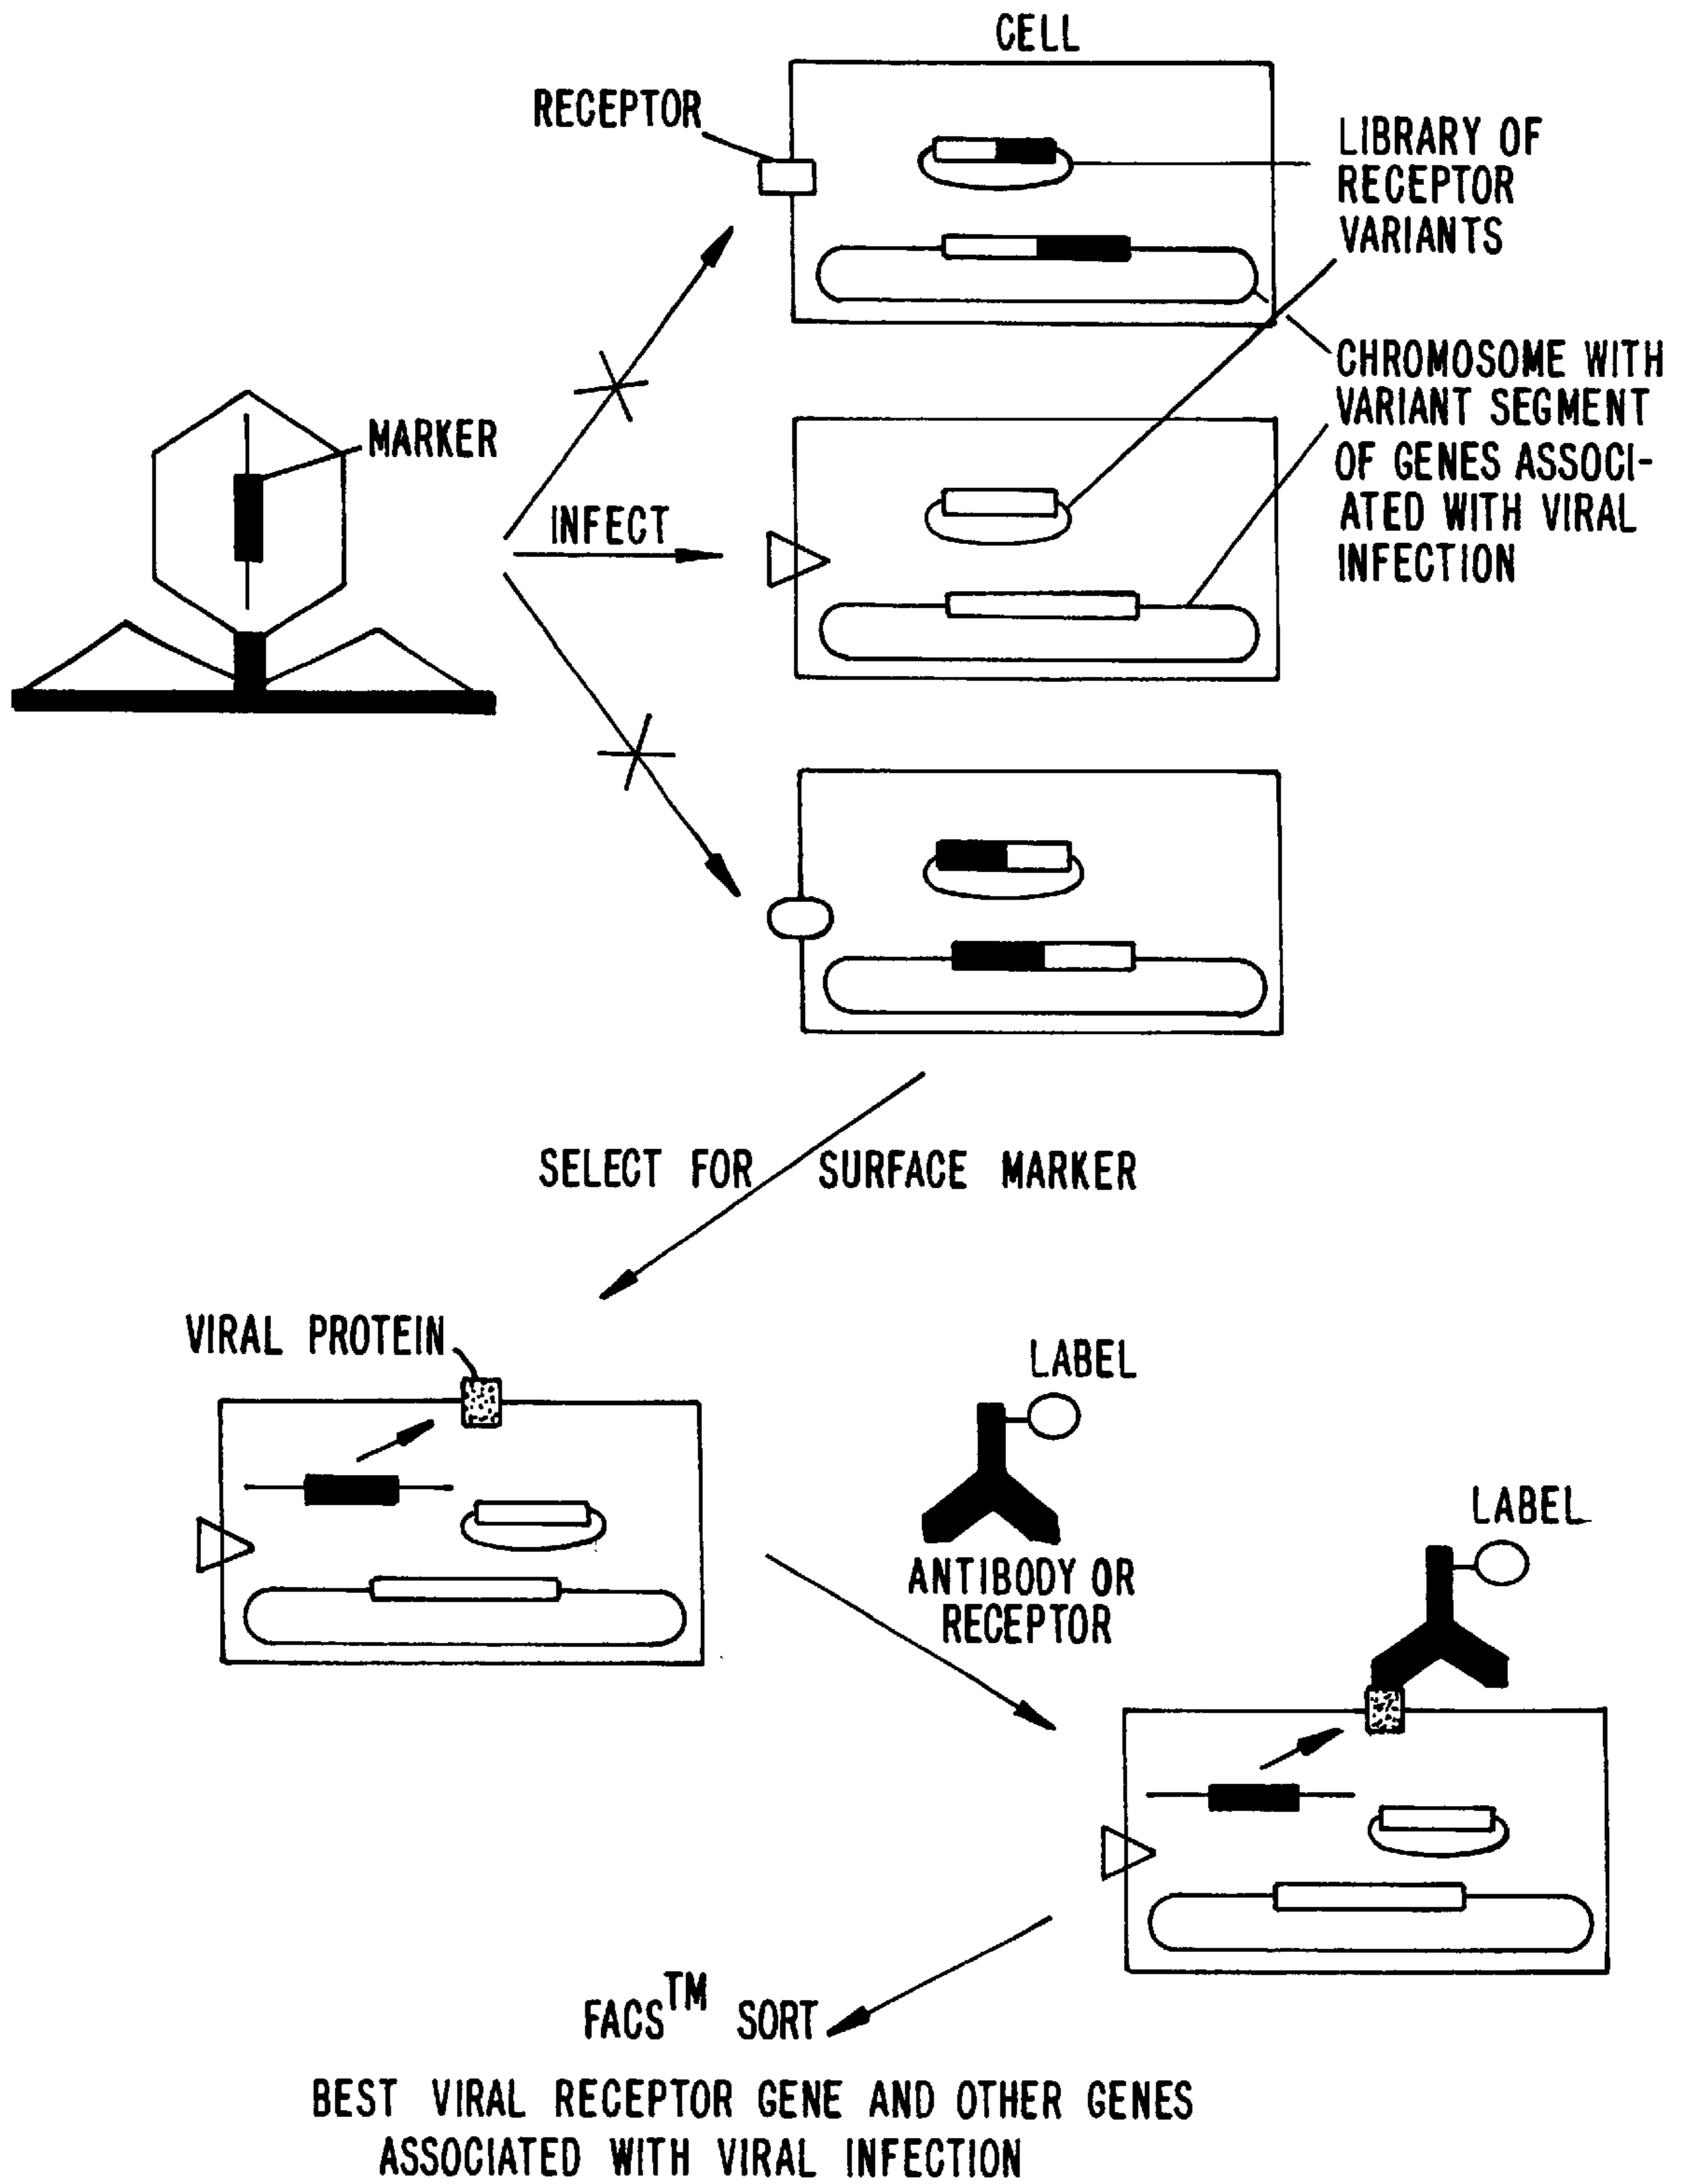 CELL
RECEPTOR
LIBRARY OF
RECEPTOR
VARIANTS
CHROMOSOME WITH
VARIANT SEGMENT
OF GENES ASSOCI-
ATED WITH VIRAL
INFECTION
MARKER
INFECT
SELECT FOR SURFACE MARKER
VIRAL PROTEIN
LABEL
ANTIBODY OR
RECEPTOR
LABEL
FACS™ SORT
BEST VIRAL RECEPTOR GENE AND OTHER GENES
ASSOCIATED WITH VIRAL INFECTION